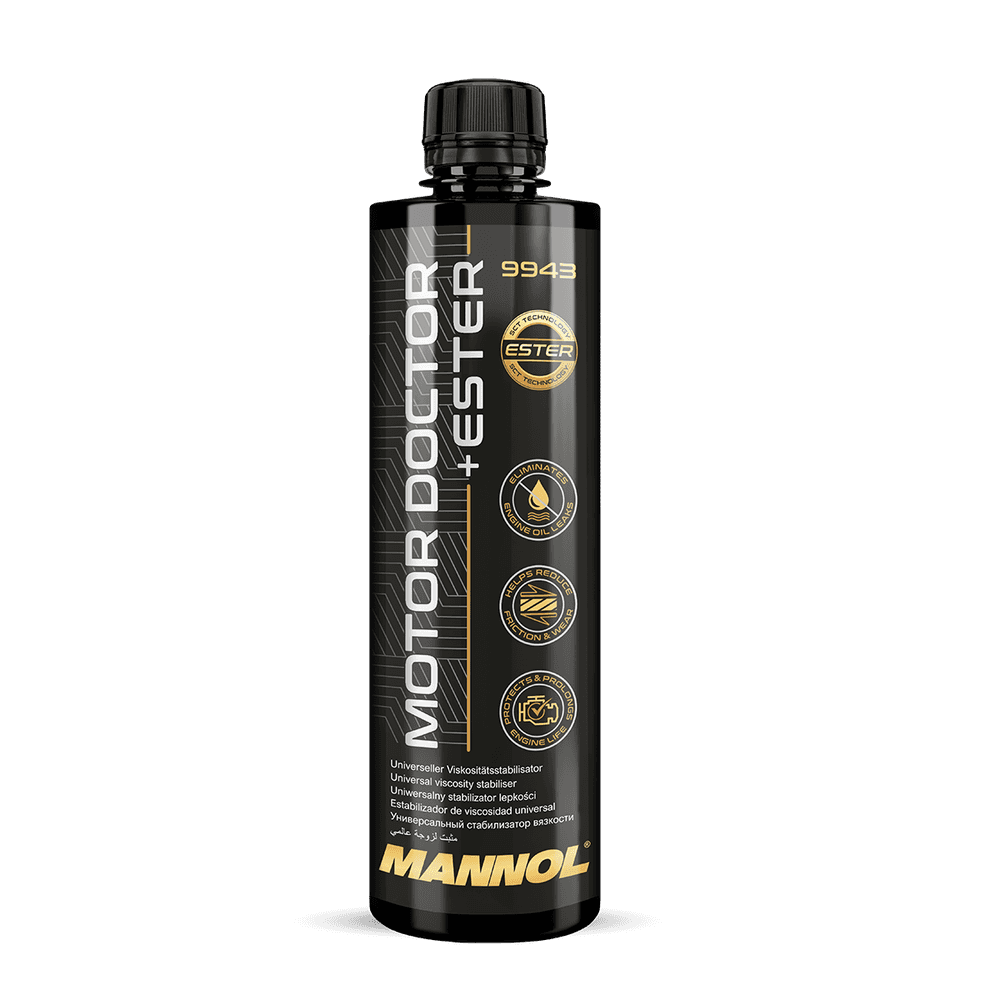 MOTOR DOCTOR
+ESTER
9943
SCT TECHNOLOGY
ESTER
SCT TECHNOLOGY
ELIMINATES
ENGINE OIL LEAKS
HELPS REDUCE
FRICTION & WEAR
PROTECTS & PROLONGS
ENGINE LIFE
Universeller Viskositätsstabilisator
Universal viscosity stabiliser
Uniwersalny stabilizator lepkości
Estabilizador de viscosidad universal
Универсальный стабилизатор вязкости
مثبت لزوجة عالمي
MANNOL®